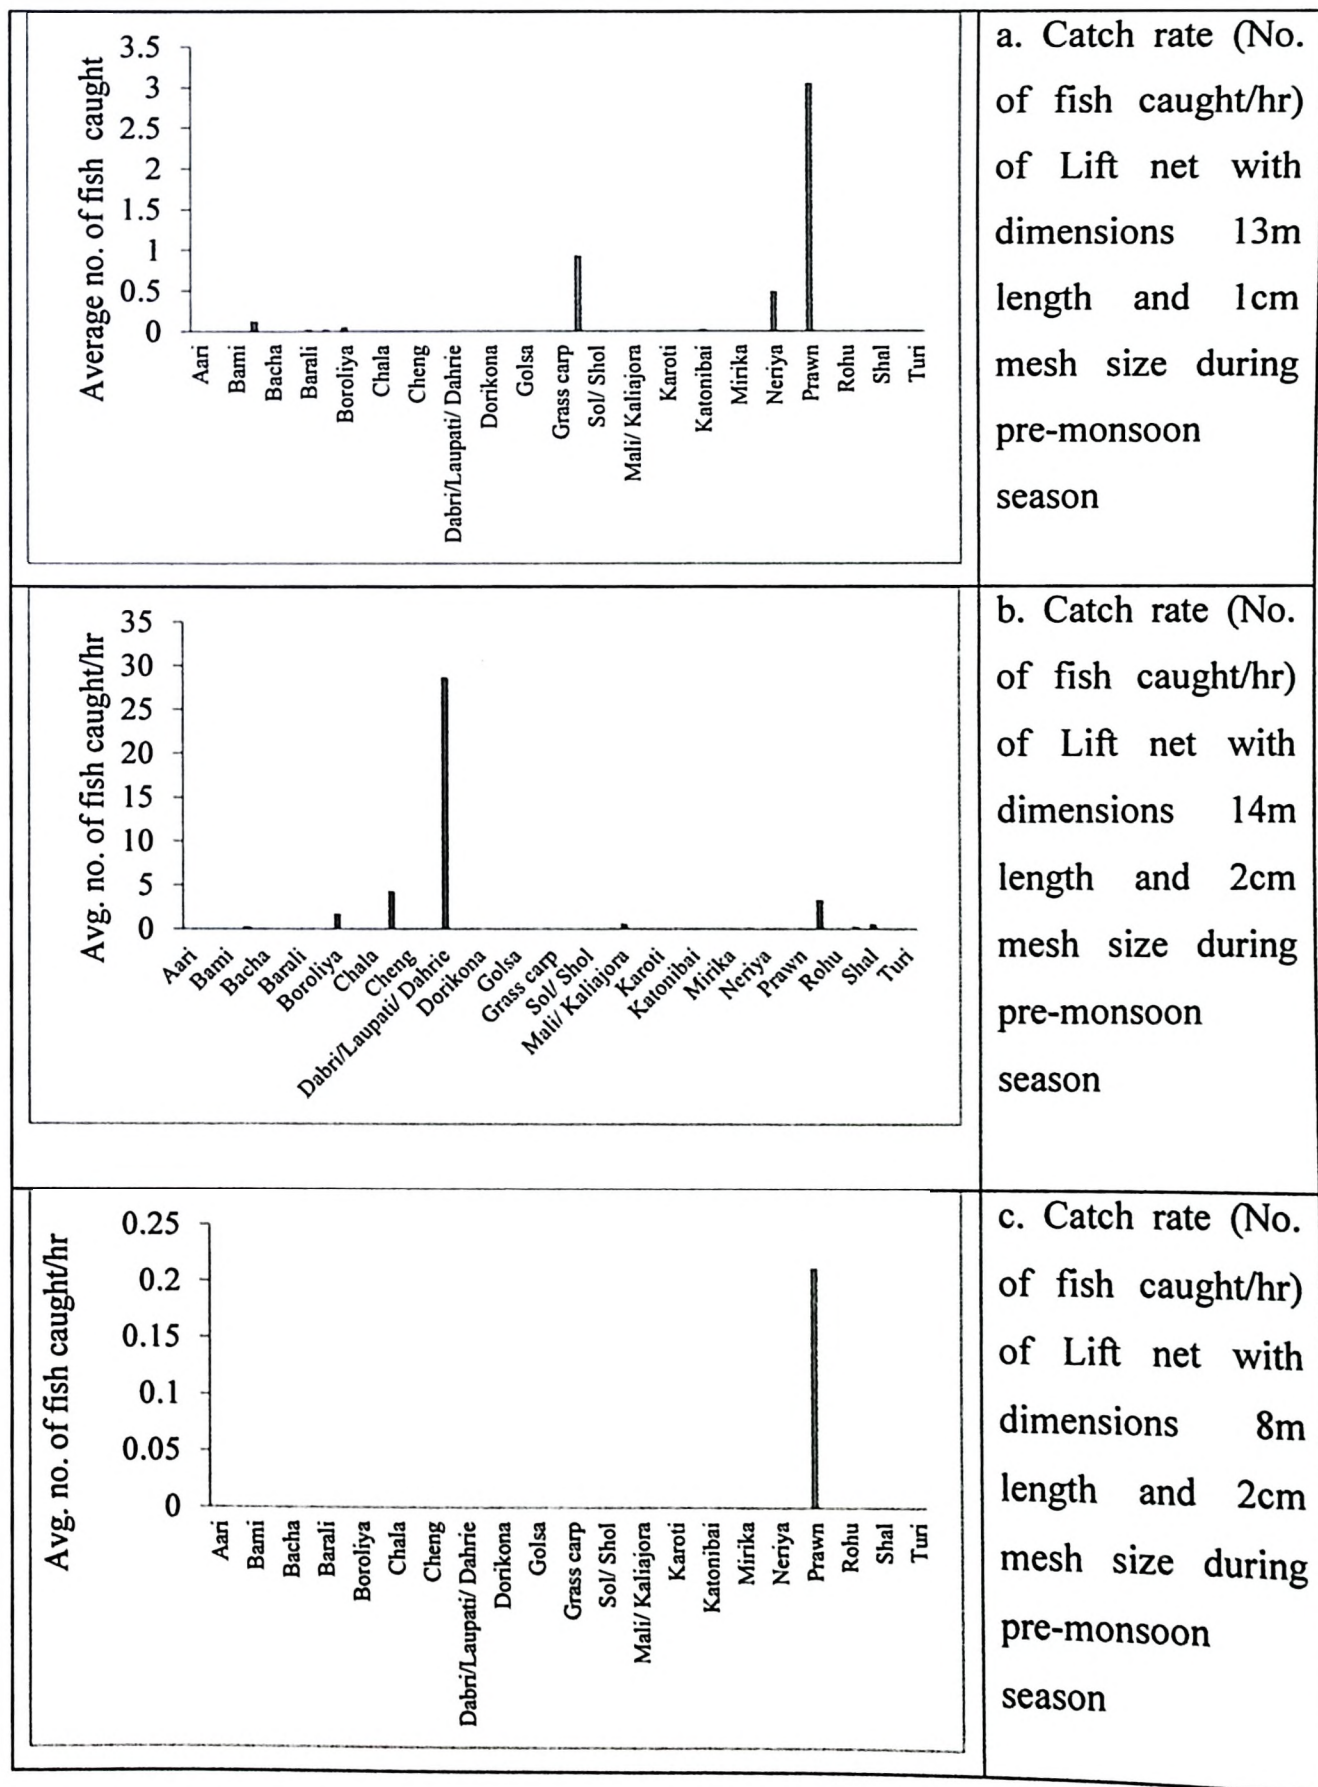 3.5
3
2.5
2
1.5
1
0.5
0
Average no. of fish caught
Aari
Bami
Bacha
Barali
Boroliya
Chala
Cheng
Dabri/Laupati/ Dahrie
Dorikona
Golsa
Grass carp
Sol/ Shol
Mali/ Kaliajora
Karoti
Katonibai
Mirika
Neriya
Prawn
Rohu
Shal
Turi
a. Catch rate (No.
of fish caught/hr)
of Lift net with
dimensions 13m
length and 1cm
mesh size during
pre-monsoon
season
35
30
25
20
15
10
5
0
Avg. no. of fish caught/hr
Aari
Bami
Bacha
Barali
Boroliya
Chala
Cheng
Dabri/Laupati/ Dahrie
Dorikona
Golsa
Grass carp
Sol/ Shol
Mali/ Kaliajora
Karoti
Katonibai
Mirika
Neriya
Prawn
Rohu
Shal
Turi
b. Catch rate (No.
of fish caught/hr)
of Lift net with
dimensions 14m
length and 2cm
mesh size during
pre-monsoon
season
0.25
0.2
0.15
0.1
0.05
0
Avg. no. of fish caught/hr
Aari
Bami
Bacha
Barali
Boroliya
Chala
Cheng
Dabri/Laupati/ Dahrie
Dorikona
Golsa
Grass carp
Sol/ Shol
Mali/ Kaliajora
Karoti
Katonibai
Mirika
Neriya
Prawn
Rohu
Shal
Turi
c. Catch rate (No.
of fish caught/hr)
of Lift net with
dimensions 8m
length and 2cm
mesh size during
pre-monsoon
season